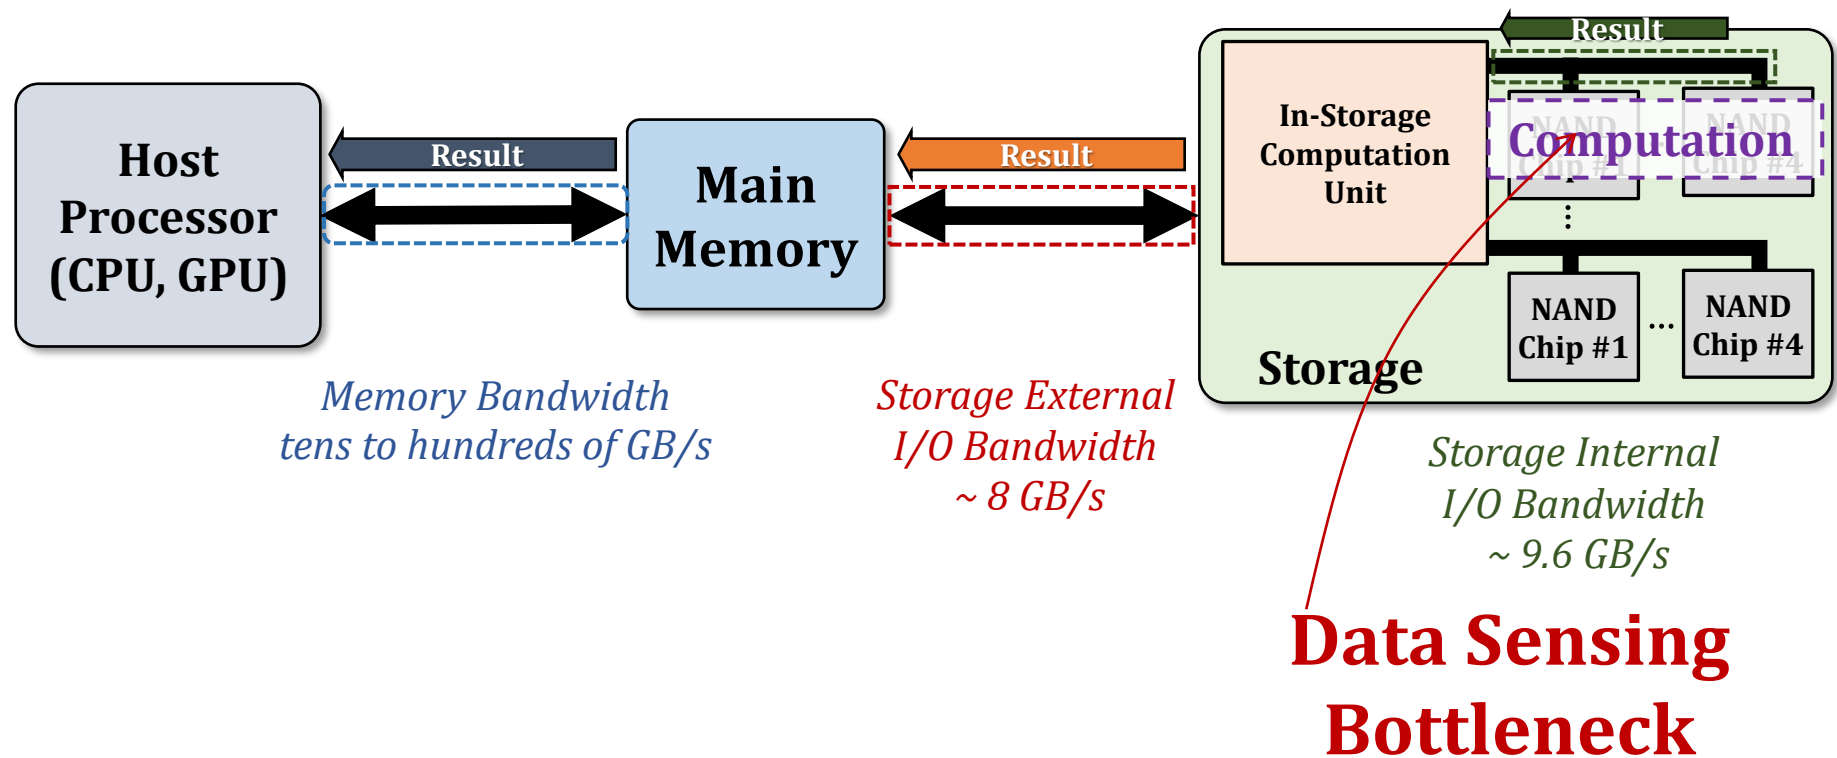 Host
Processor
(CPU, GPU)
Result
Main
Memory
Result
Result
In-Storage
Computation
Unit
NAND
Chip #1
...
NAND
Chip #4
Computation
...
NAND
Chip #1
...
NAND
Chip #4
Storage
Memory Bandwidth
tens to hundreds of GB/s
Storage External
I/O Bandwidth
~ 8 GB/s
Storage Internal
I/O Bandwidth
~ 9.6 GB/s
Data Sensing
Bottleneck